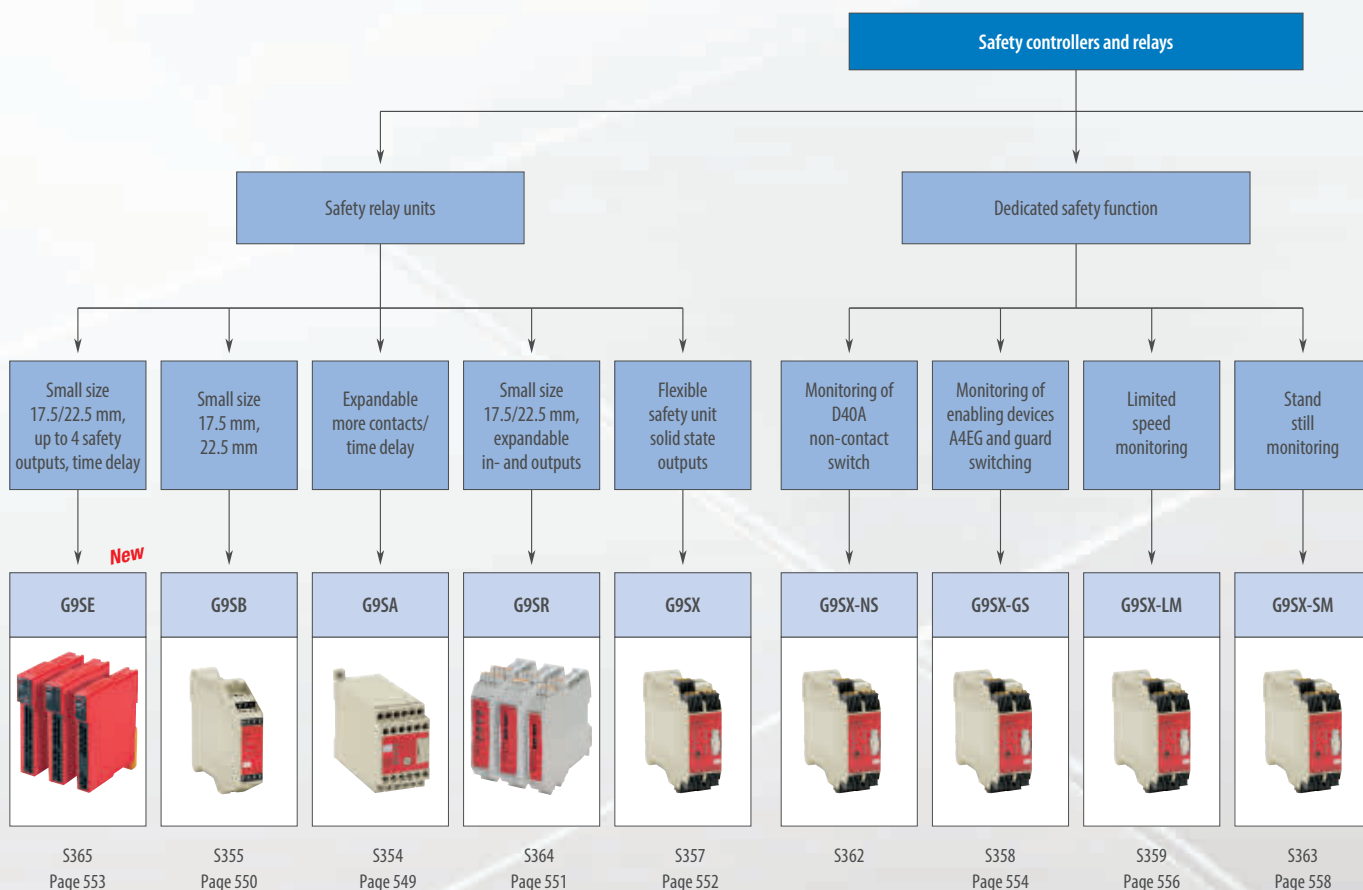 Safety controllers and relays
Safety relay units
Dedicated safety function
Small size
17.5/22.5 mm,
up to 4 safety
outputs, time delay
Small size
17.5 mm,
22.5 mm
Expandable
more contacts/
time delay
Small size
17.5/22.5 mm,
expandable
in- and outputs
Flexible
safety unit
solid state
outputs
Monitoring of
D40A
non-contact
switch
Monitoring of
enabling devices
A4EG and guard
switching
Limited
speed
monitoring
Stand
still
monitoring
New
G9SE
G9SB
G9SA
G9SR
G9SX
G9SX-NS
G9SX-GS
G9SX-LM
G9SX-SM
S365
Page 553
S355
Page 550
S354
Page 549
S364
Page 551
S357
Page 552
S362
S358
Page 554
S359
Page 556
S363
Page 558